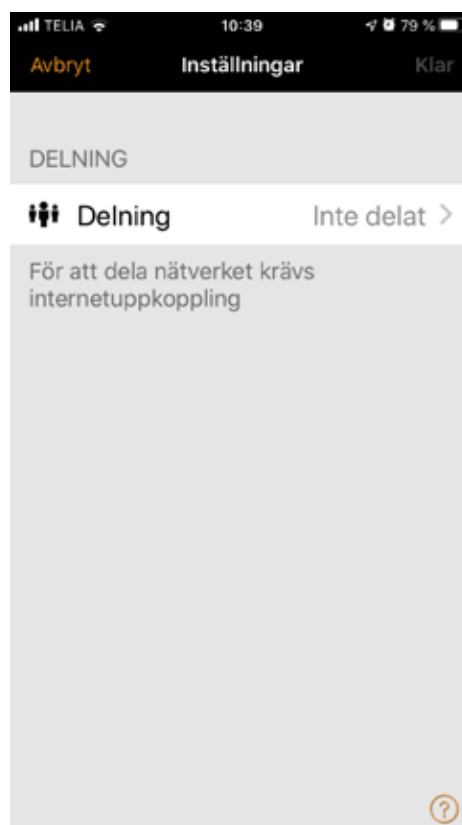 TELIA 10:39 79 %
Avbryt Inställningar Klar
DELNING
Delning Inte delat >
För att dela nätverket krävs
internetuppkoppling
?